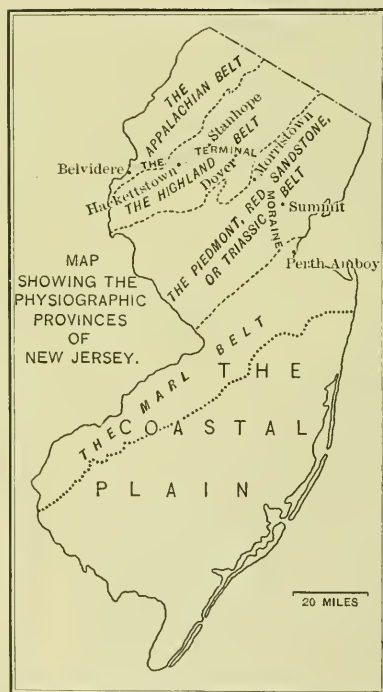 THE
APPALACHIAN BELT
Stanhope
Belvidere
THE
TERMINAL
Morristown
Hackettstown
Dover
THE HIGHLAND BELT
MORAINE
Summit
THE PIEDMONT, RED SANDSTONE,
OR TRIASSIC BELT
Perth Amboy
MAP
SHOWING THE
PHYSIOGRAPHIC
PROVINCES
OF
NEW JERSEY.
THE MARL BELT
THE
COASTAL
PLAIN
20 MILES